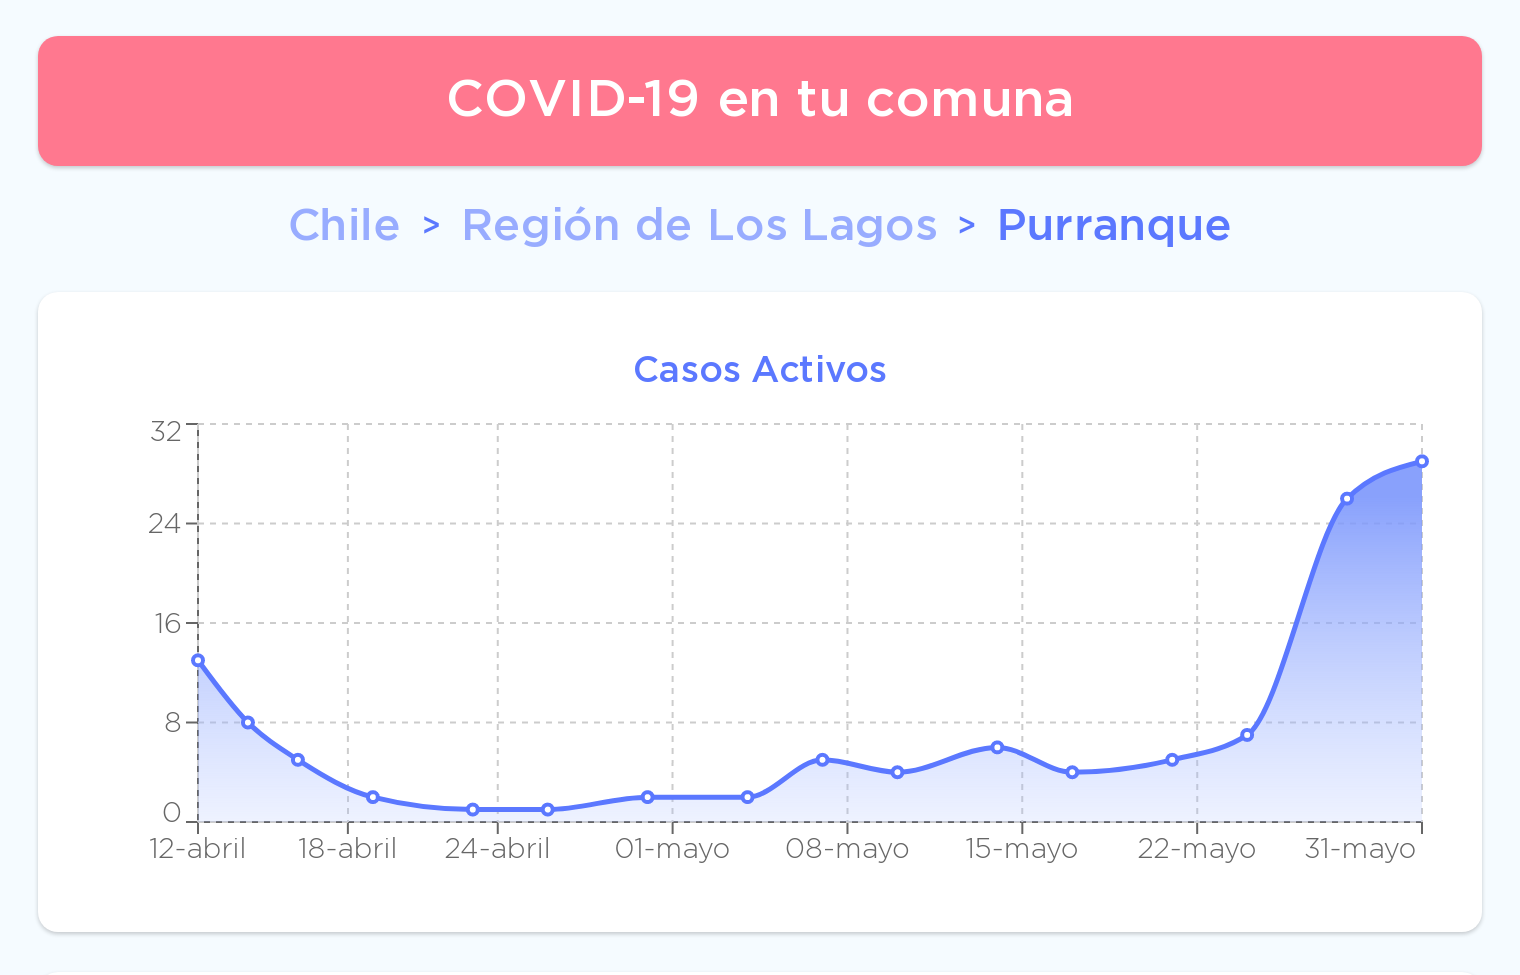 COVID-19 en tu comuna
Chile > Región de Los Lagos > Purranque
Casos Activos
32
24
16
8
0
12-abril 18-abril 24-abril 01-mayo 08-mayo 15-mayo 22-mayo 31-mayo